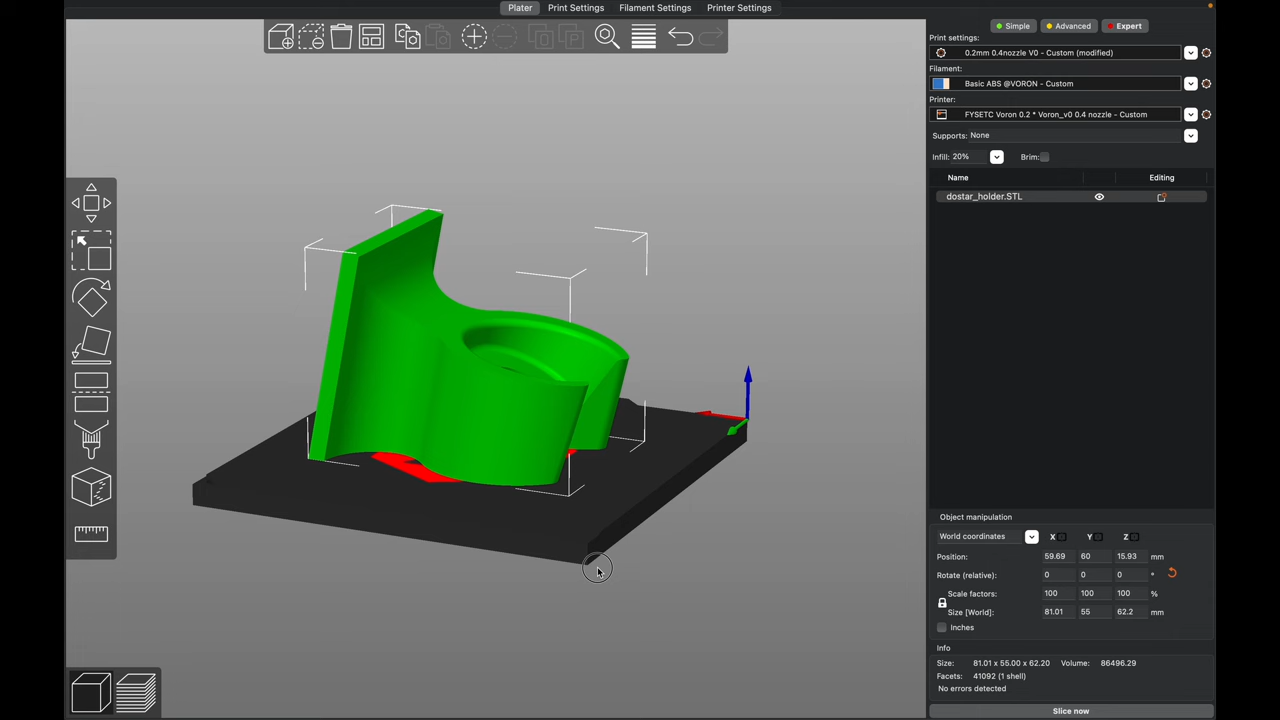 Plater Print Settings Filament Settings Printer Settings
Simple Advanced Expert
Print settings:
0.2mm 0.4nozzle V0 - Custom (modified)
Filament:
Basic ABS @VORON - Custom
Printer:
FYSETC Voron 0.2 * Voron_v0 0.4 nozzle - Custom
Supports: None
Infill: 20% Brim:
Name Editing
dostar_holder.STL
Object manipulation
World coordinates X Y Z
Position: 59.69 60 15.93 mm
Rotate (relative): 0 0 0 °
Scale factors: 100 100 100 %
Size [World]: 81.01 55 62.2 mm
Inches
Info
Size: 81.01 x 55.00 x 62.20 Volume: 86496.29
Facets: 41092 (1 shell)
No errors detected
Slice now